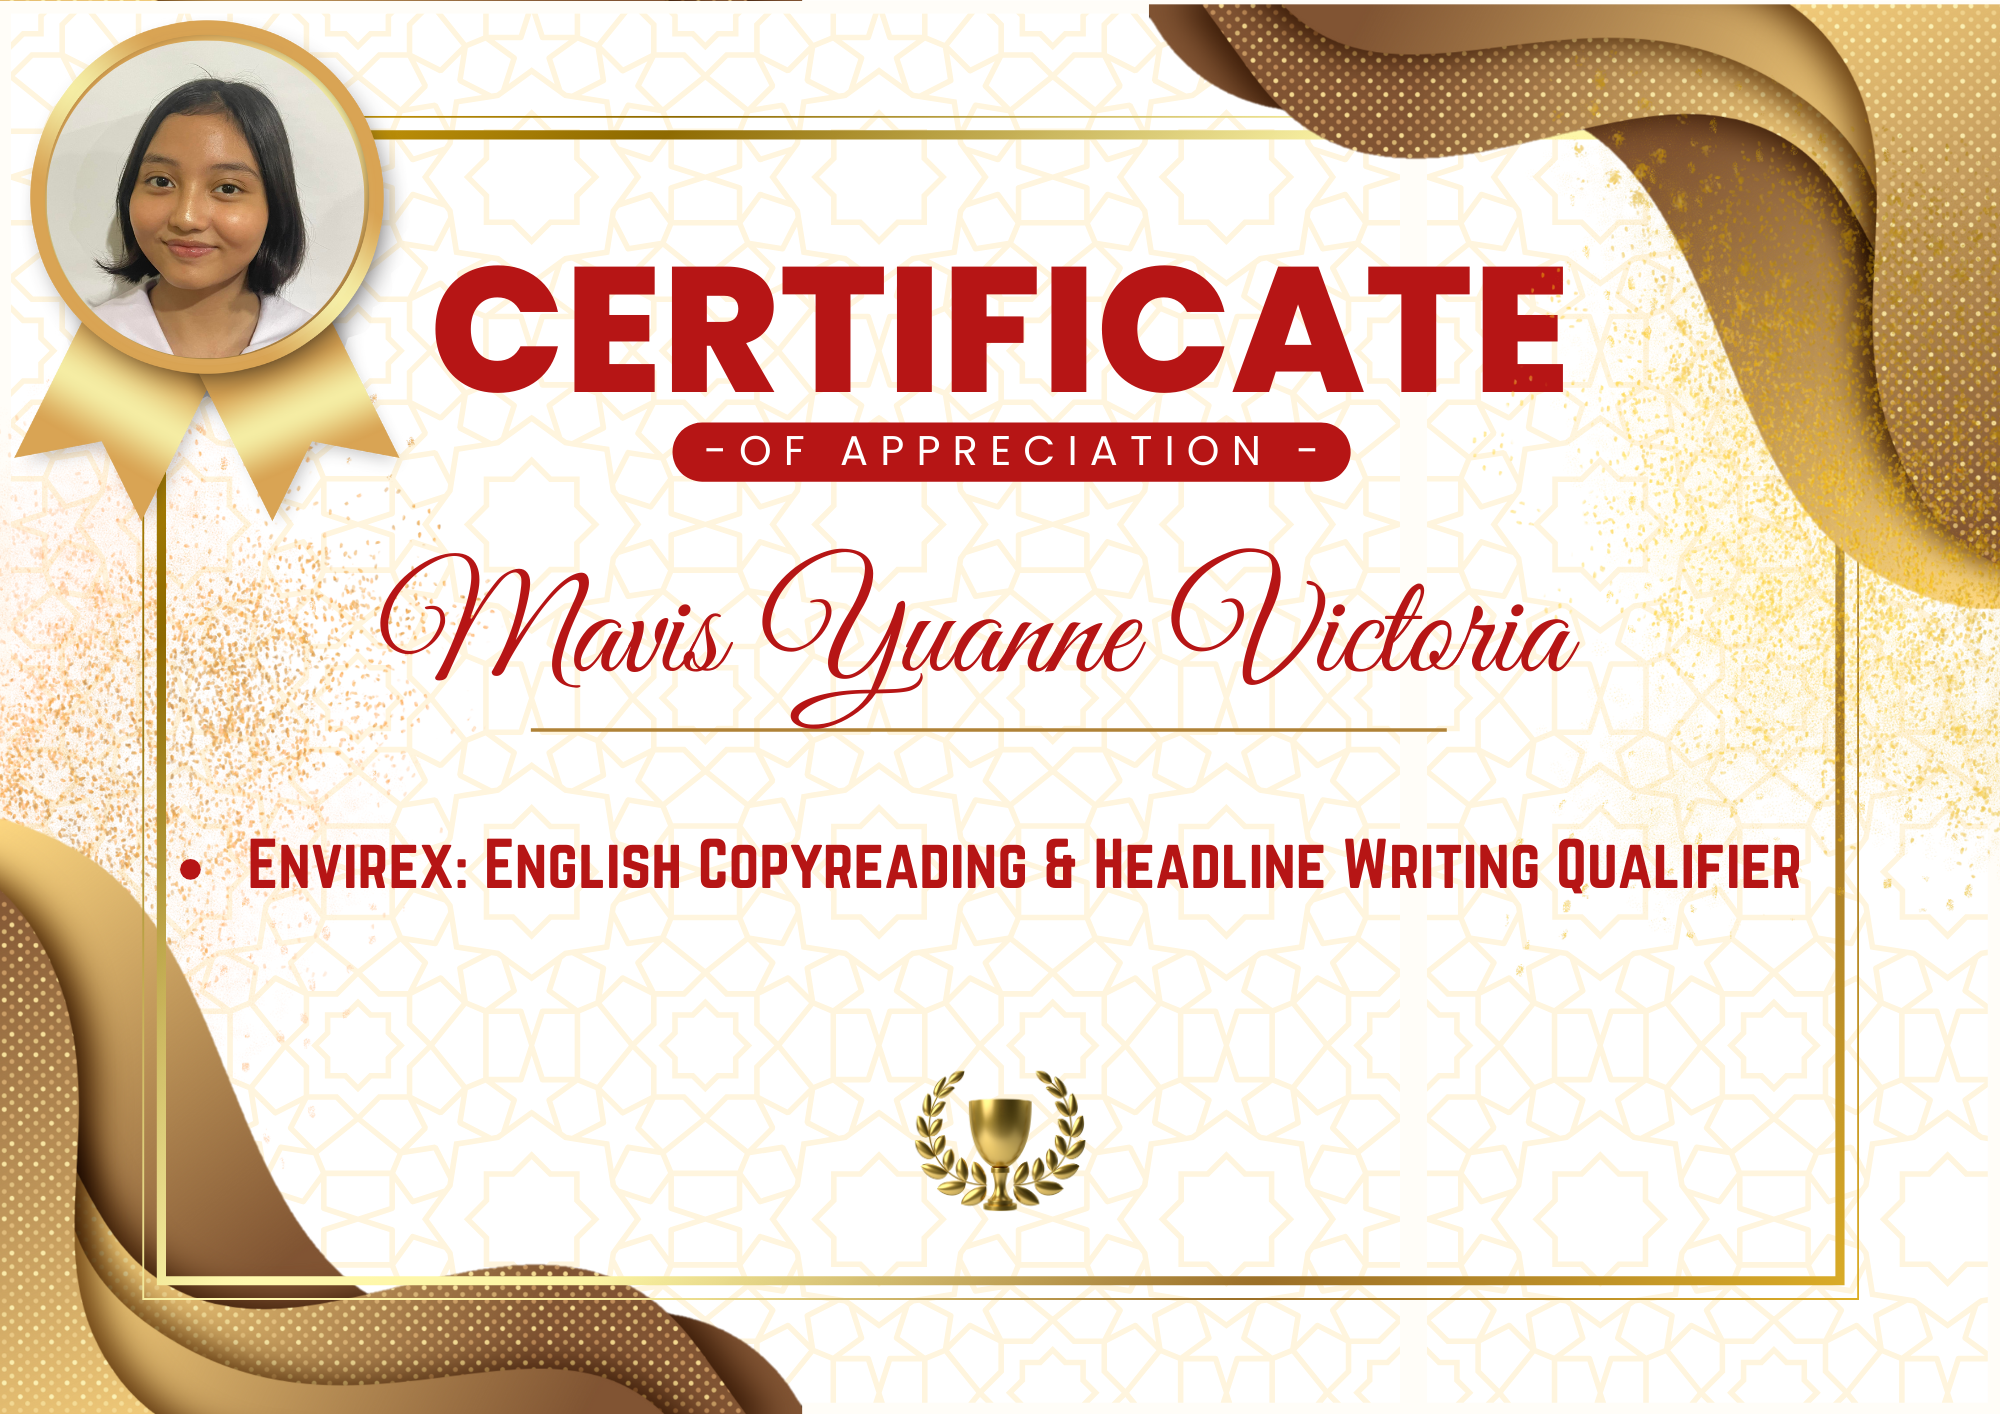 CERTIFICATE
-OF APPRECIATION -
Mavis Yuanne Victoria
• Envirex: English Copyreading & Headline Writing Qualifier